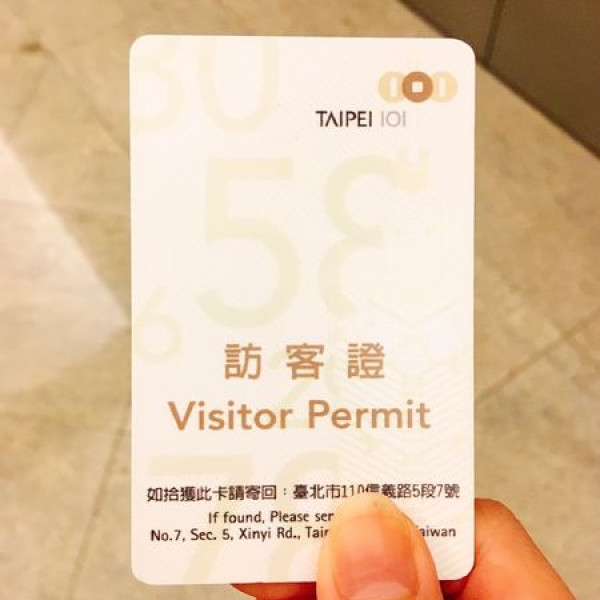 TAIPEI 101
訪客證
Visitor Permit
如拾獲此卡請寄回：臺北市110信義路5段7號
If found, Please
No.7, Sec. 5, Xinyi Rd.,